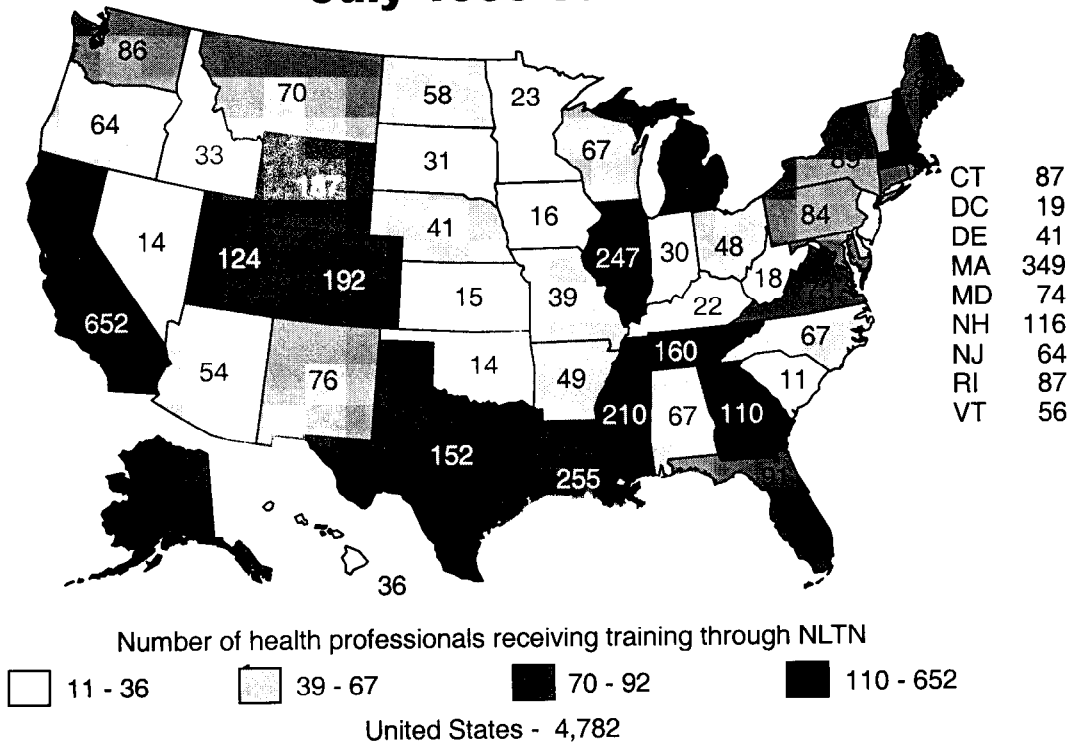 July
86
70
58
23
64
33
31
67
89
84
14
124
192
41
16
247
30
48
18
652
15
39
22
67
54
76
14
49
160
11
210
67
110
152
255
36
CT 87
DC 19
DE 41
MA 349
MD 74
NH 116
NJ 64
RI 87
VT 56
Number of health professionals receiving training through NLTN
11 - 36 39 - 67 70 - 92 110 - 652
United States - 4,782